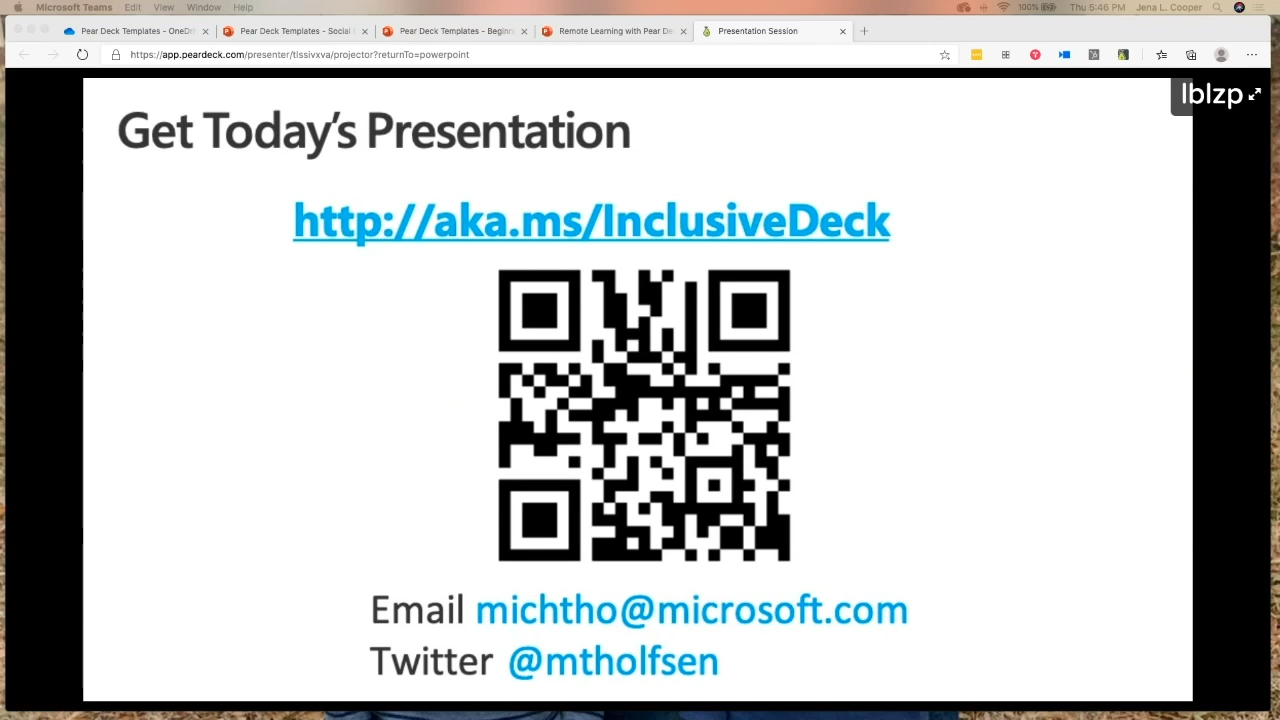 Microsoft Teams Edit View Window Help 100% Thu 5:46 PM Jena L. Cooper
Pear Deck Templates - OneDri Pear Deck Templates - Social Pear Deck Templates - Beginn Remote Learning with Pear De Presentation Session
https://app.peardeck.com/presenter/tlssivxva/projector?returnTo=powerpoint
lblzp
Get Today's Presentation
http://aka.ms/InclusiveDeck
Email michtho@microsoft.com
Twitter @mtholfsen